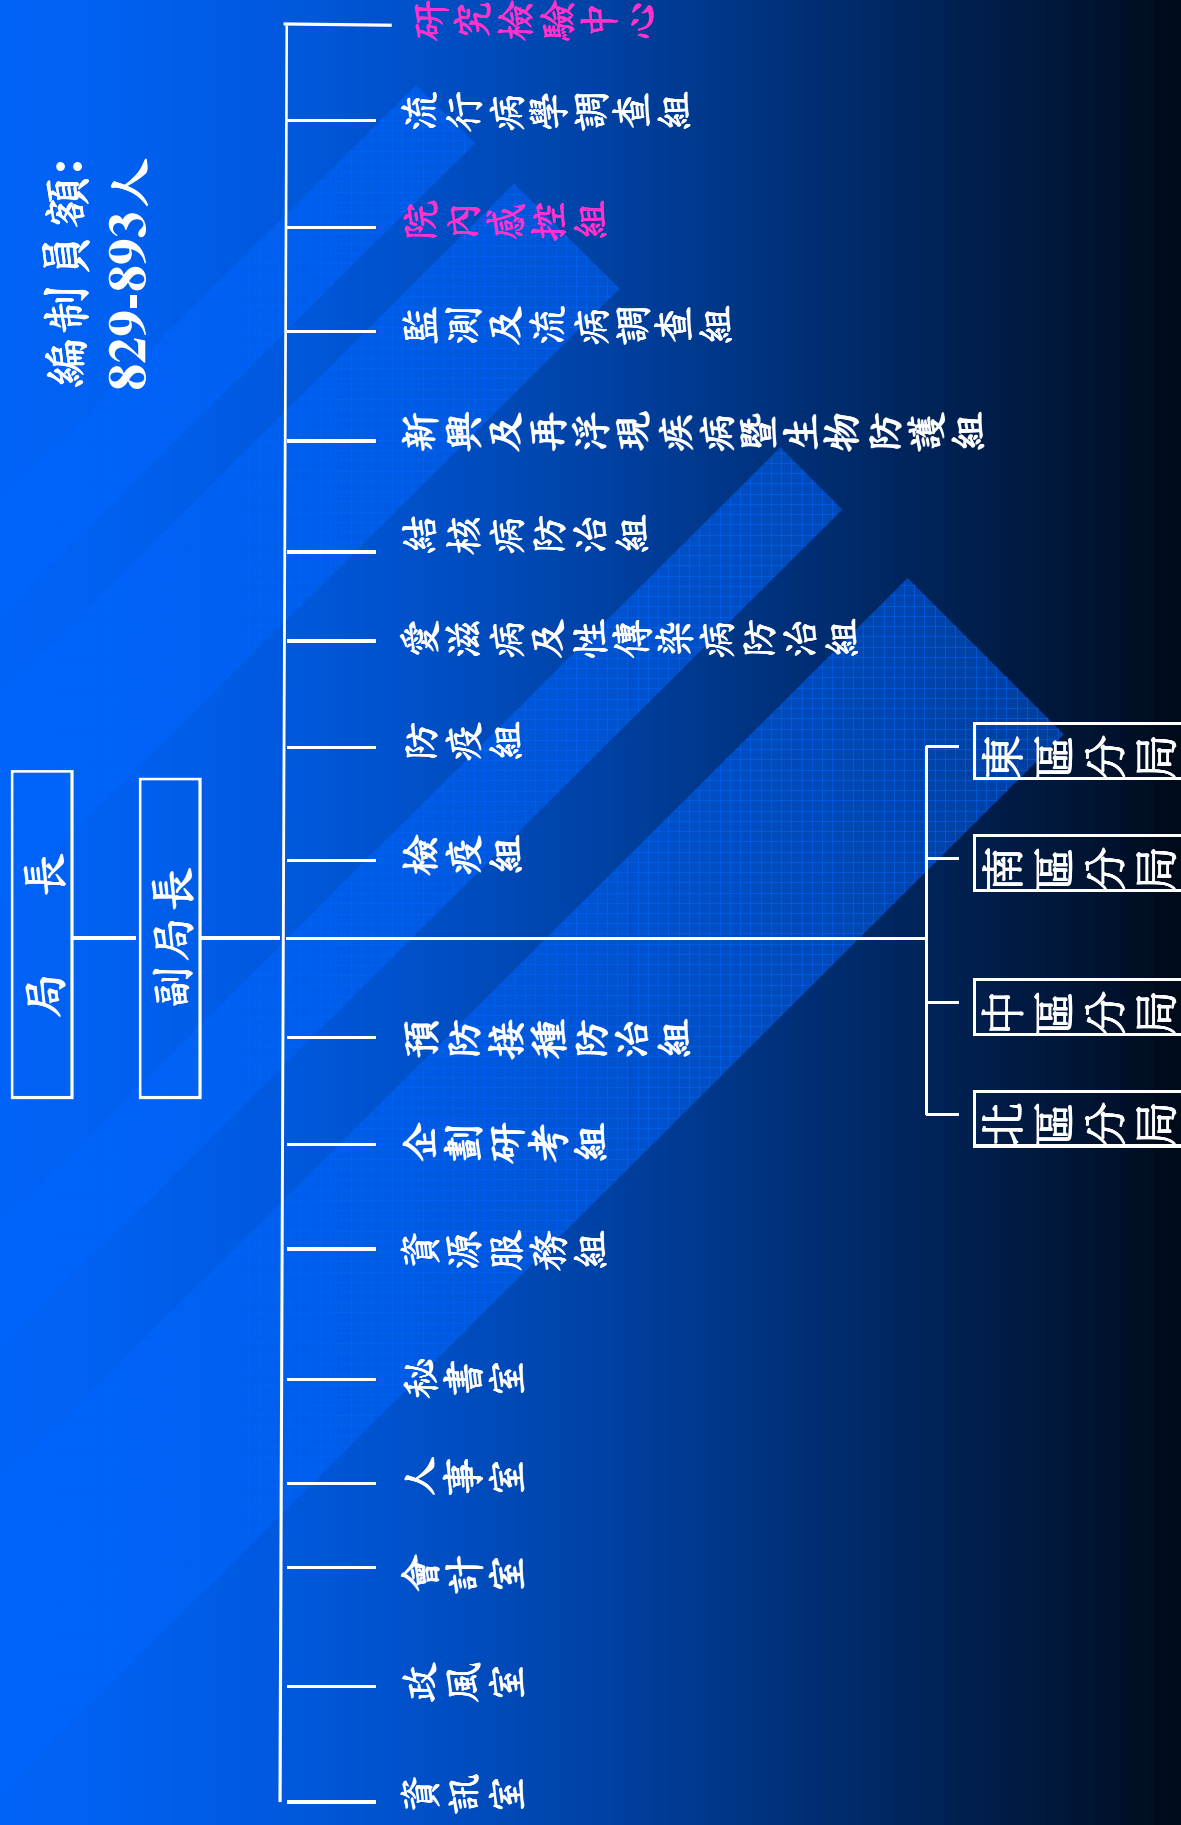 局長
編制員額:
829-893人
副局長
資訊室
政風室
會計室
人事室
秘書室
資源服務組
企劃研考組
預防接種防治組
檢疫組
防疫組
愛滋病及性傳染病防治組
結核病防治組
新興及再浮現疾病暨生物防護組
監測及流病調查組
院內感控組
流行病學調查組
研究檢驗中心
北區分局
中區分局
南區分局
東區分局